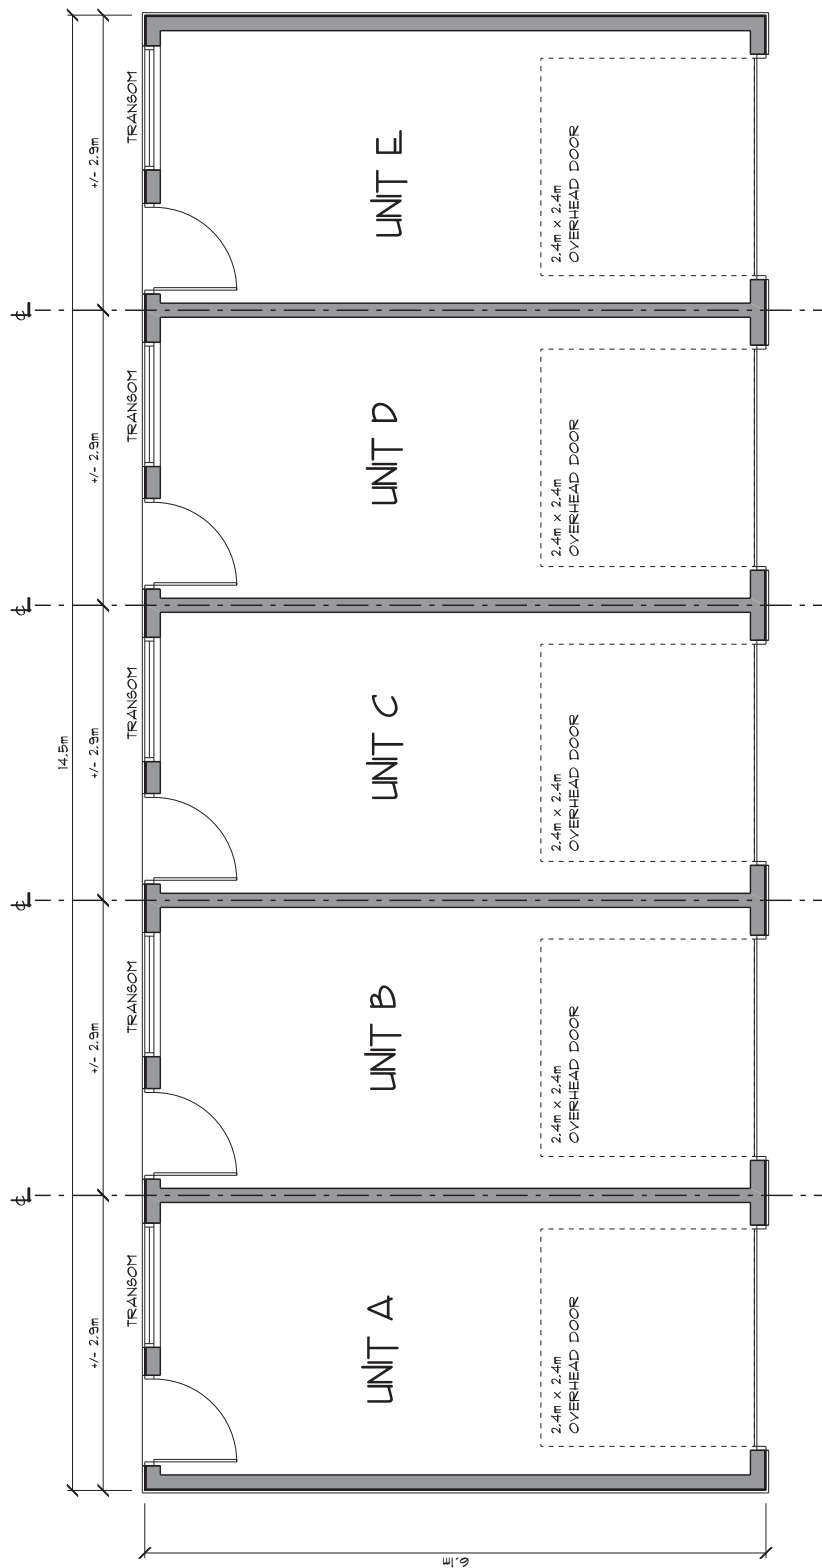 14.5m
+/- 2.9m
+/- 2.9m
+/- 2.9m
+/- 2.9m
+/- 2.9m
TRANSOM
TRANSOM
TRANSOM
TRANSOM
TRANSOM
UNIT A
UNIT B
UNIT C
UNIT D
UNIT E
2.4m x 2.4m
OVERHEAD DOOR
2.4m x 2.4m
OVERHEAD DOOR
2.4m x 2.4m
OVERHEAD DOOR
2.4m x 2.4m
OVERHEAD DOOR
2.4m x 2.4m
OVERHEAD DOOR
6.1m